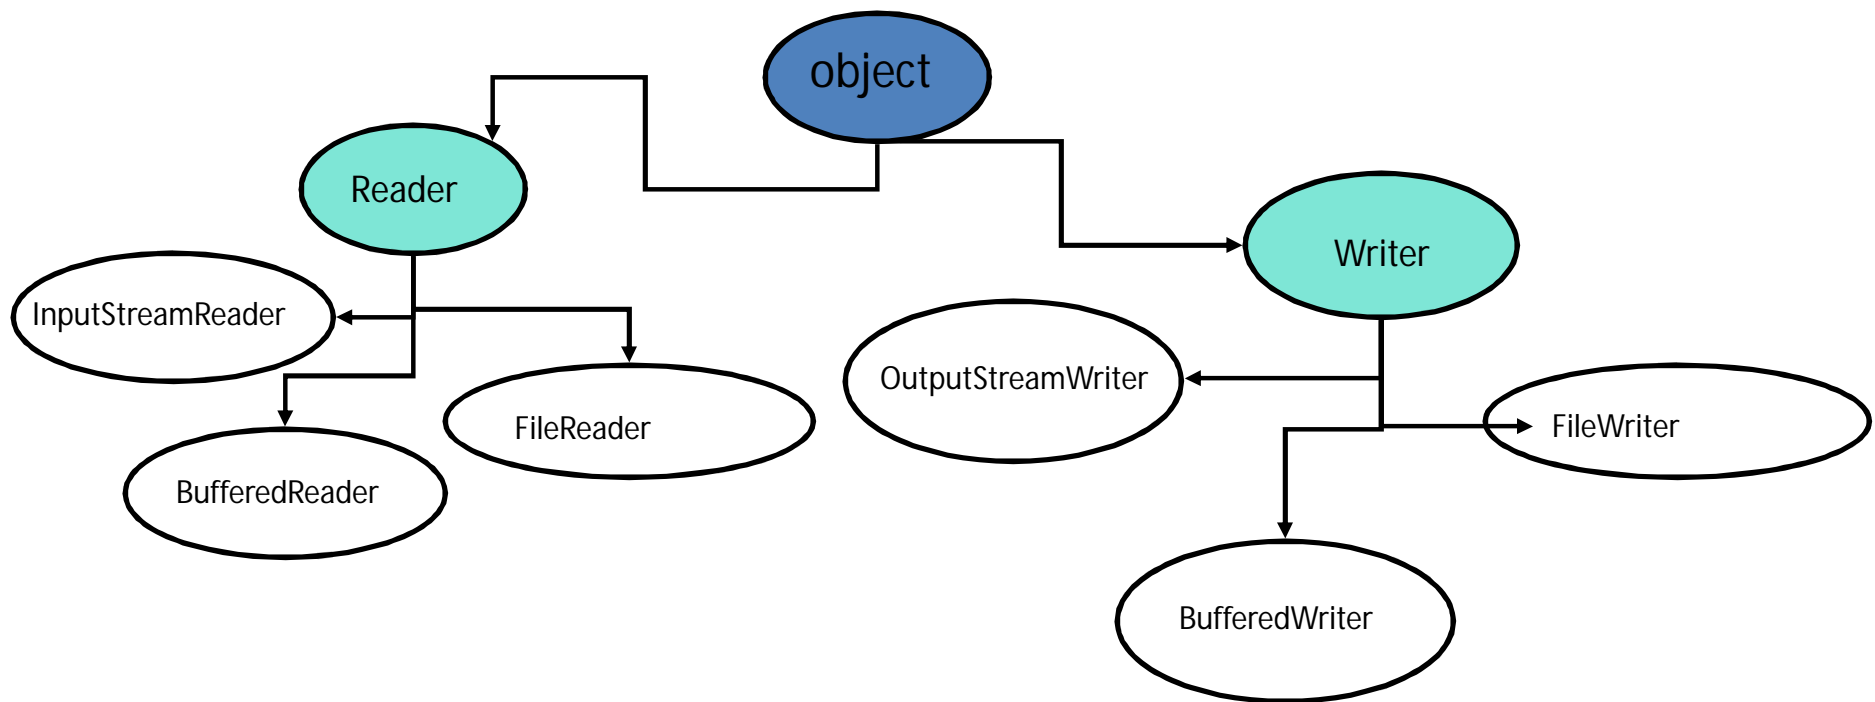 object
Reader
Writer
InputStreamReader
OutputStreamWriter
FileReader
FileWriter
BufferedReader
BufferedWriter